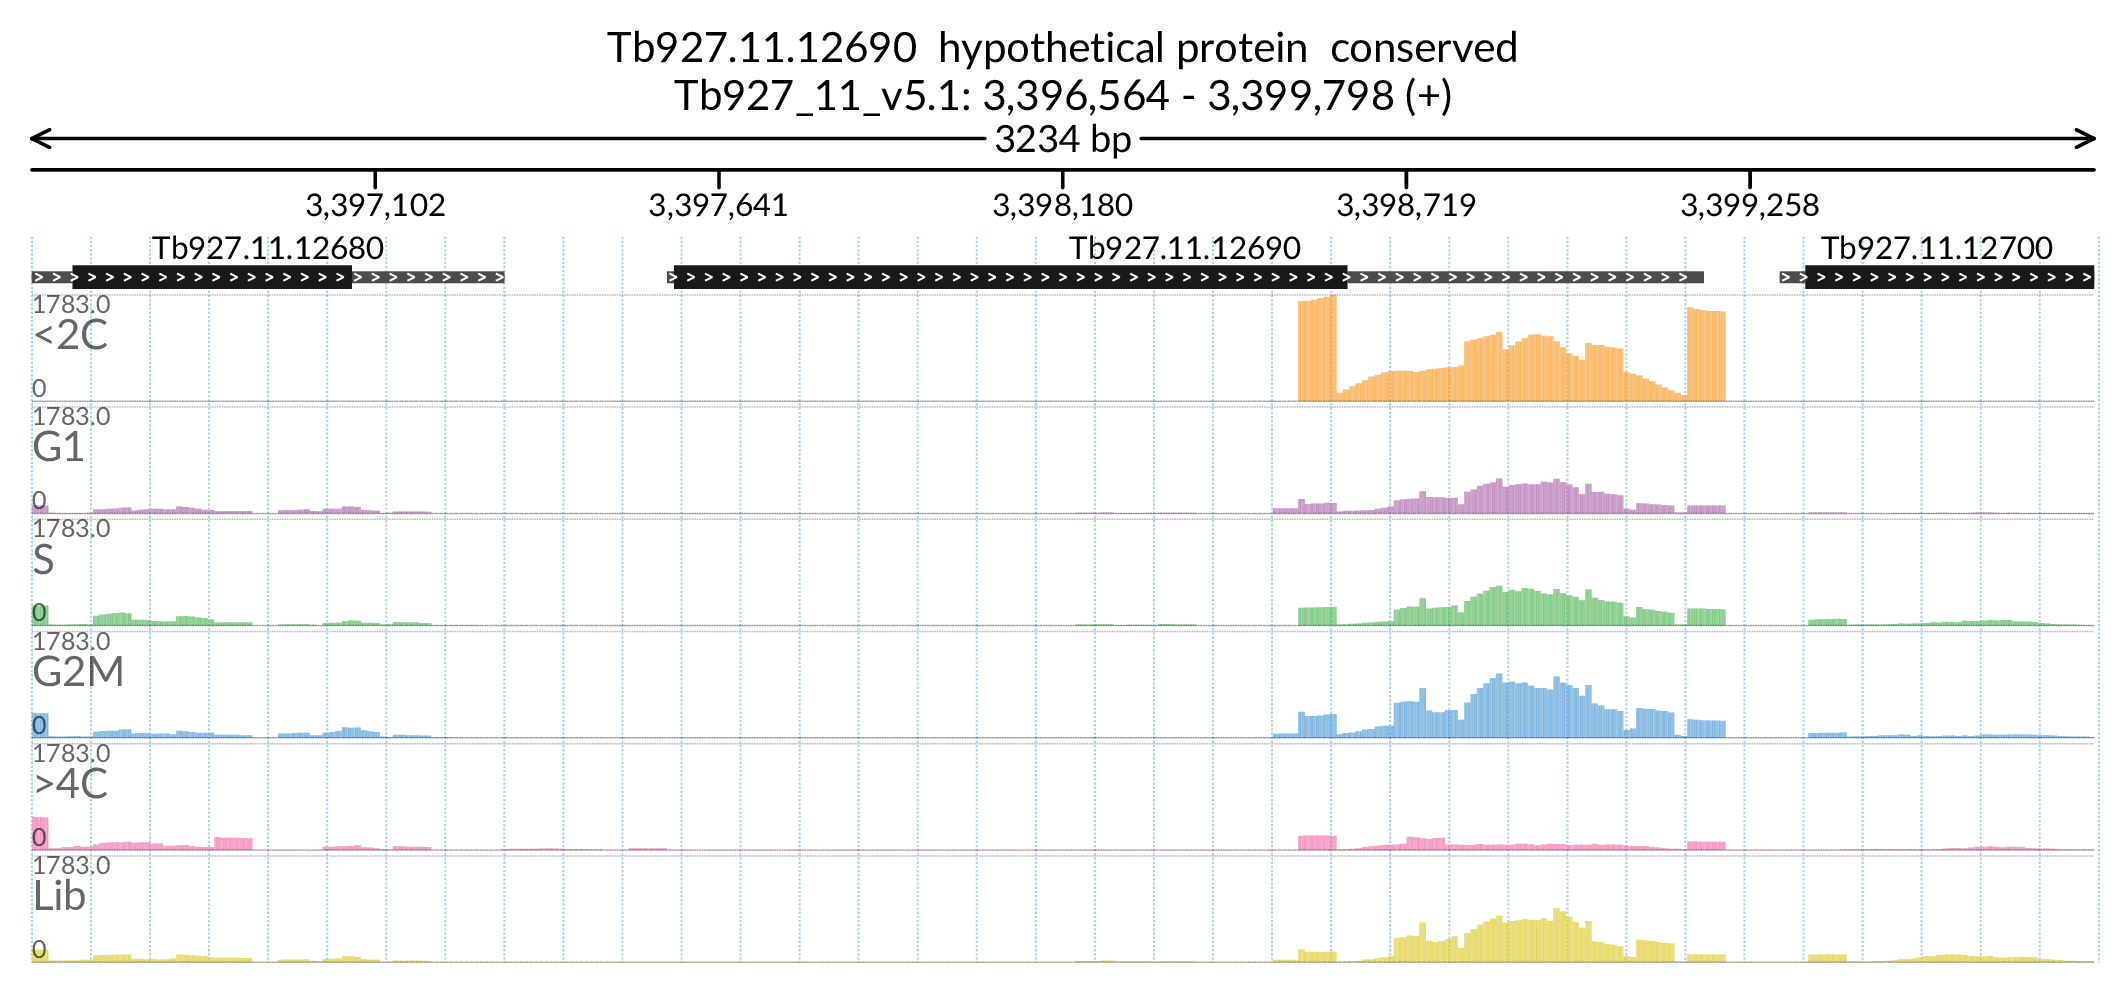 Tb927.11.12690  hypothetical protein  conserved
Tb927_11_v5.1: 3,396,564 - 3,399,798 (+)
3234 bp
3,397,102 3,397,641 3,398,180 3,398,719 3,399,258
Tb927.11.12680 Tb927.11.12690 Tb927.11.12700
1783.0
<2C
0
1783.0
G1
0
1783.0
S
0
1783.0
G2M
0
1783.0
>4C
0
1783.0
Lib
0